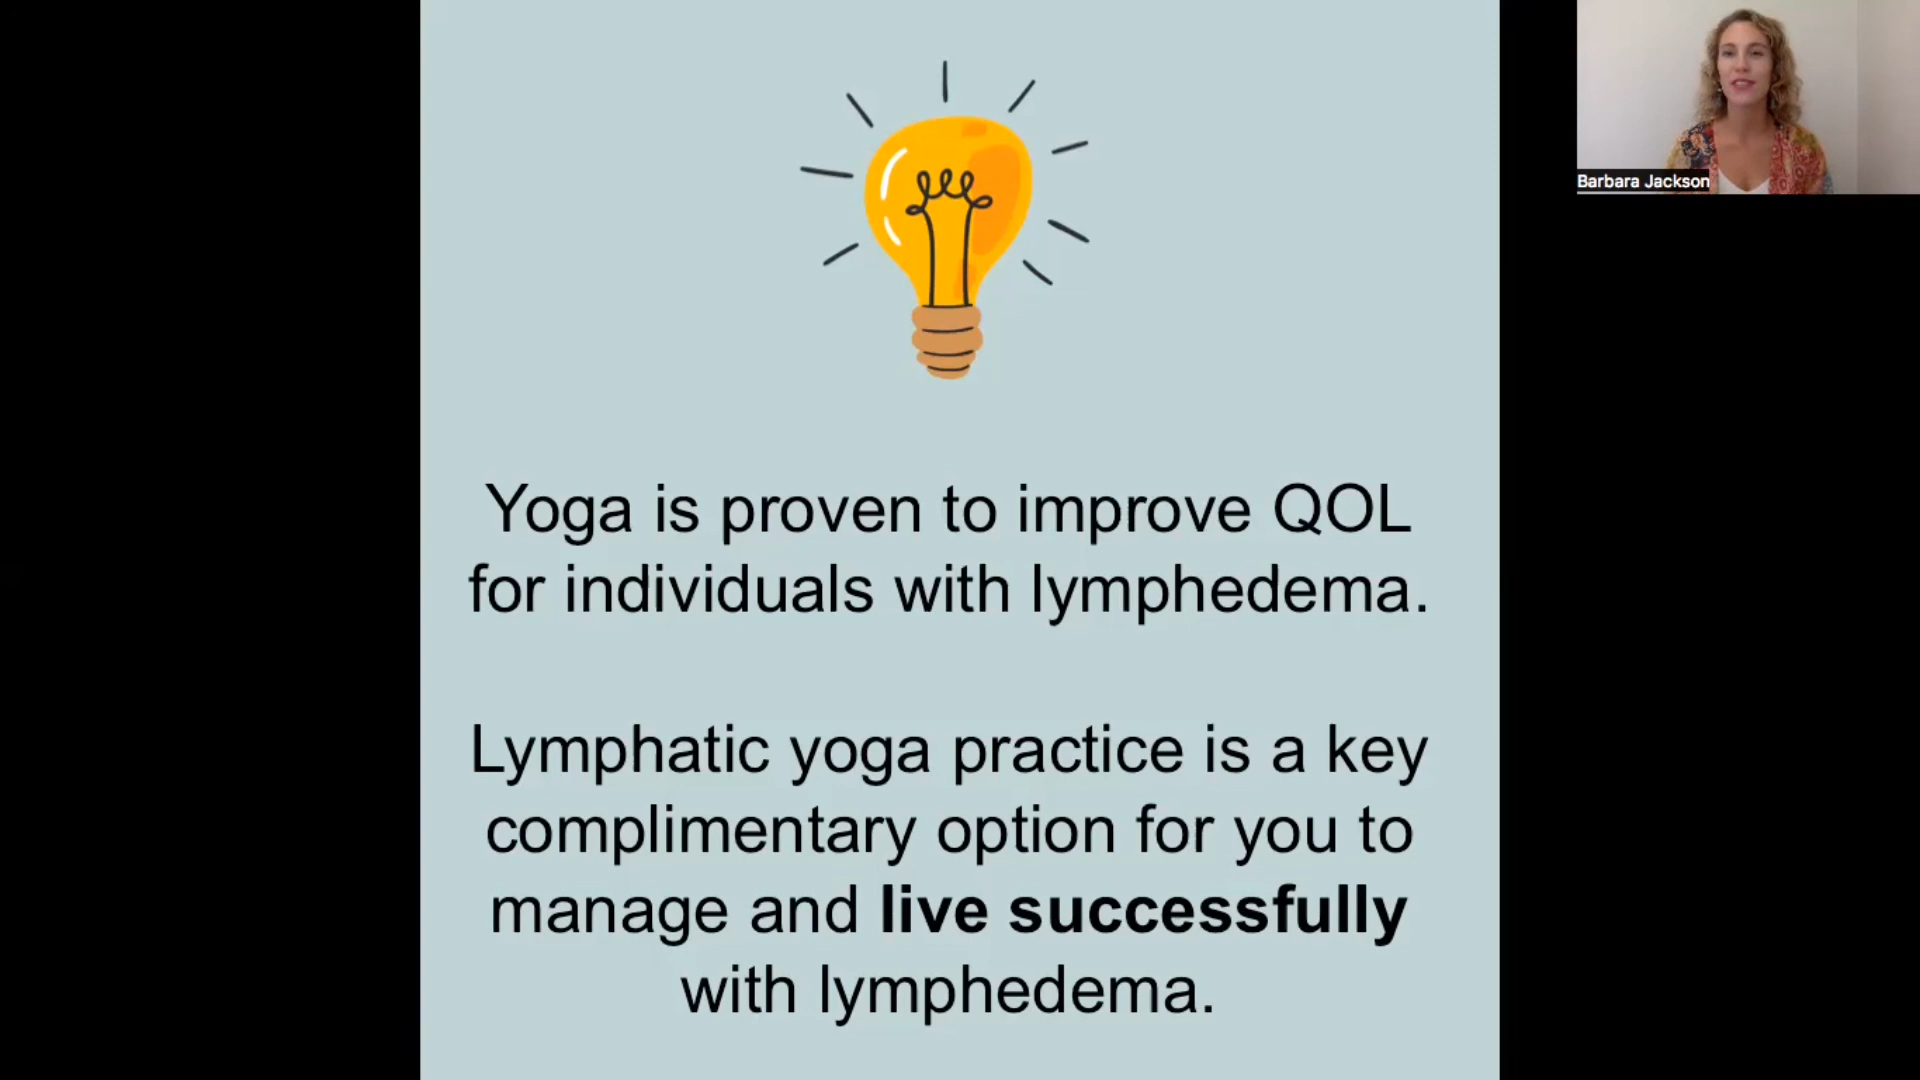 Barbara Jackson
Yoga is proven to improve QOL
for individuals with lymphedema.
Lymphatic yoga practice is a key
complimentary option for you to
manage and live successfully
with lymphedema.